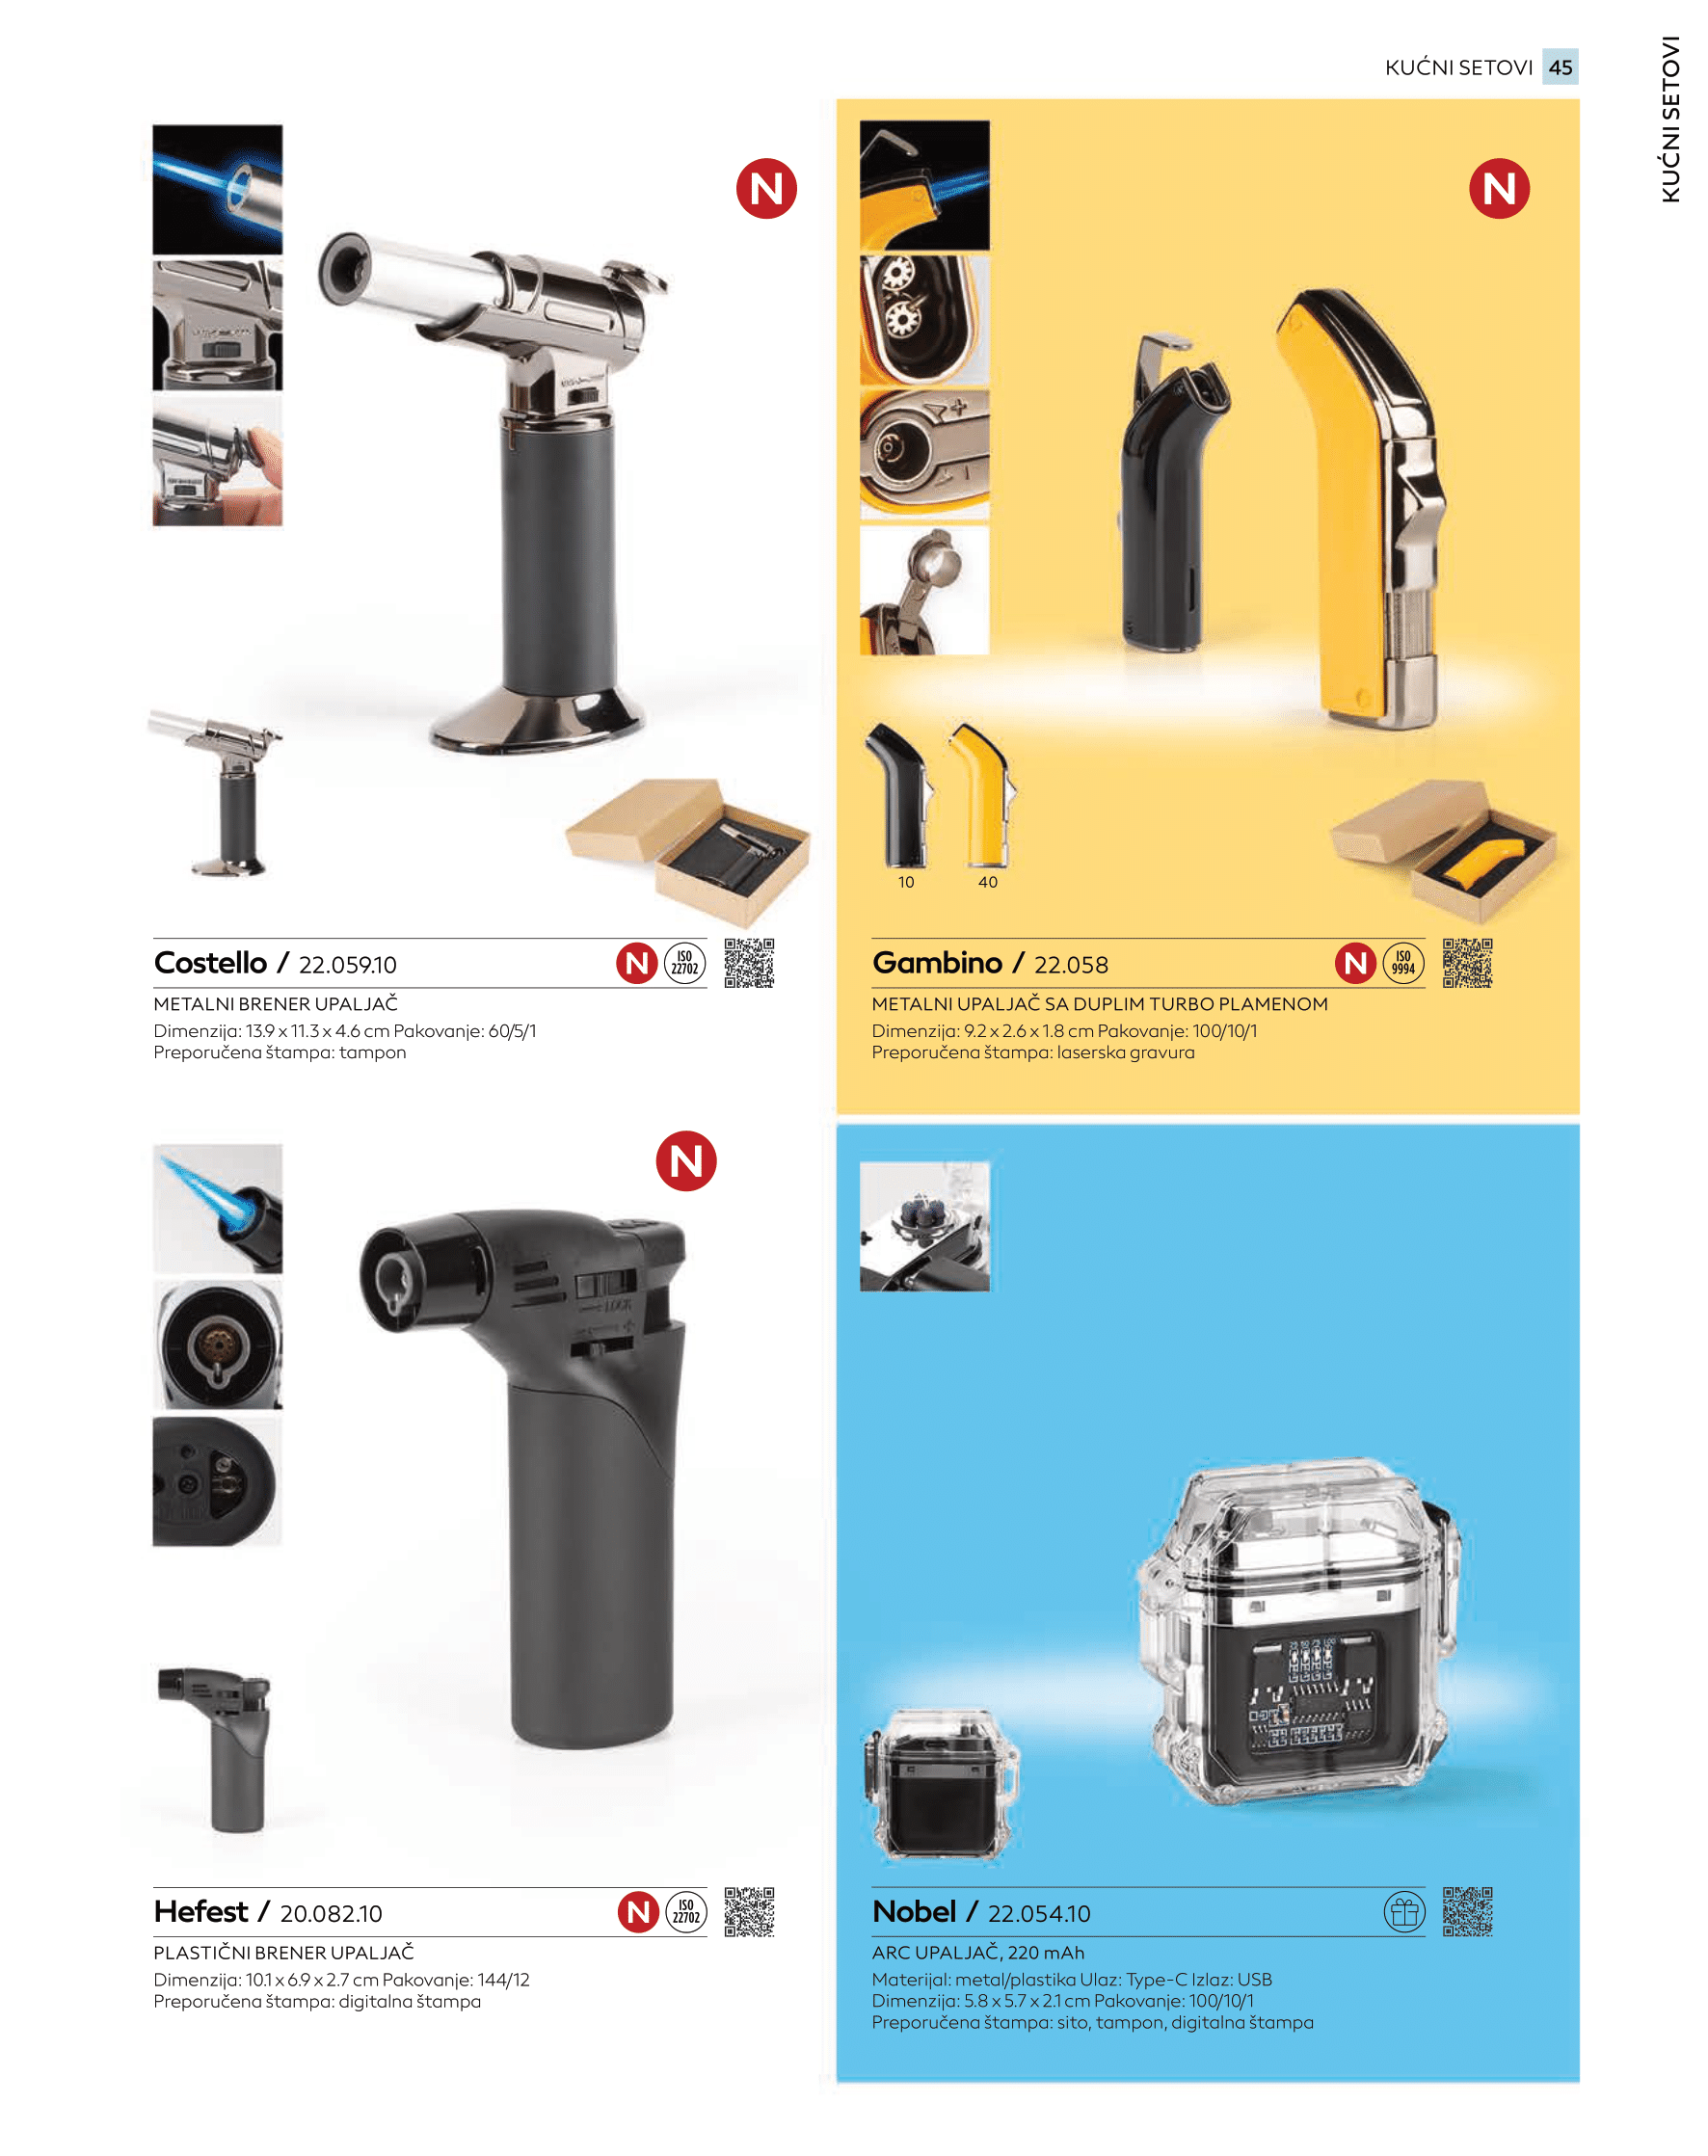 KUĆNI SETOVI 45
KUĆNI SETOVI
N
N
10 40
Costello / 22.059.10 N ISO 22702
METALNI BRENER UPALJAČ
Dimenzija: 13.9 x 11.3 x 4.6 cm Pakovanje: 60/5/1
Preporučena štampa: tampon
Gambino / 22.058 N ISO 9994
METALNI UPALJAČ SA DUPLIM TURBO PLAMENOM
Dimenzija: 9.2 x 2.6 x 1.8 cm Pakovanje: 100/10/1
Preporučena štampa: laserska gravura
N
LOCK
25 50 75 100
Hefest / 20.082.10 N ISO 22702
PLASTIČNI BRENER UPALJAČ
Dimenzija: 10.1 x 6.9 x 2.7 cm Pakovanje: 144/12
Preporučena štampa: digitalna štampa
Nobel / 22.054.10
ARC UPALJAČ, 220 mAh
Materijal: metal/plastika Ulaz: Type-C Izlaz: USB
Dimenzija: 5.8 x 5.7 x 2.1 cm Pakovanje: 100/10/1
Preporučena štampa: sito, tampon, digitalna štampa